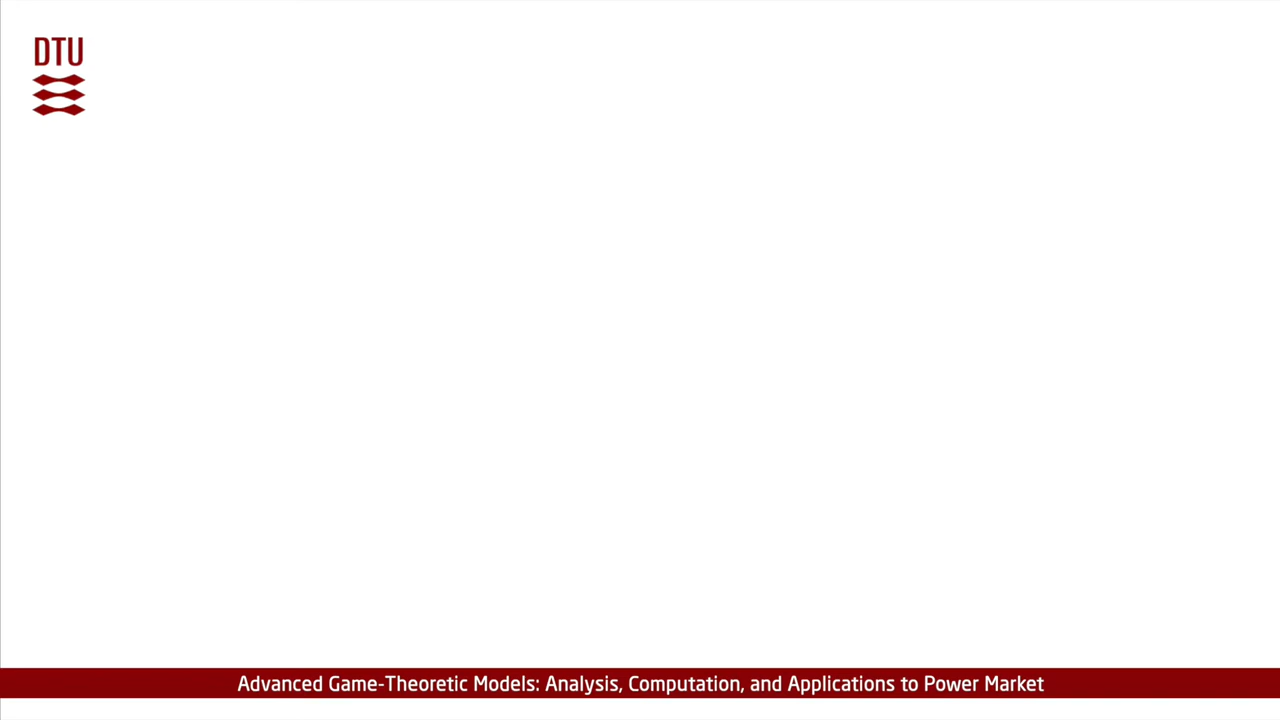 DTU
Advanced Game-Theoretic Models: Analysis, Computation, and Applications to Power Market